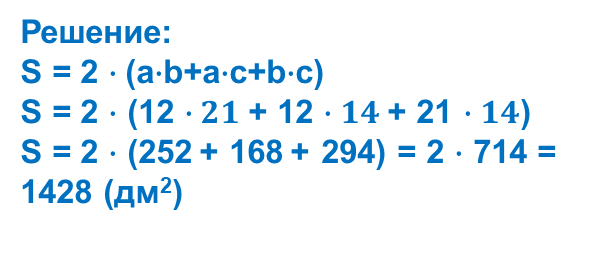 Решение:
S = 2 · (a·b+a·c+b·c)
S = 2 · (12 · 21 + 12 · 14 + 21 · 14)
S = 2 · (252 + 168 + 294) = 2 · 714 =
1428 (дм²)